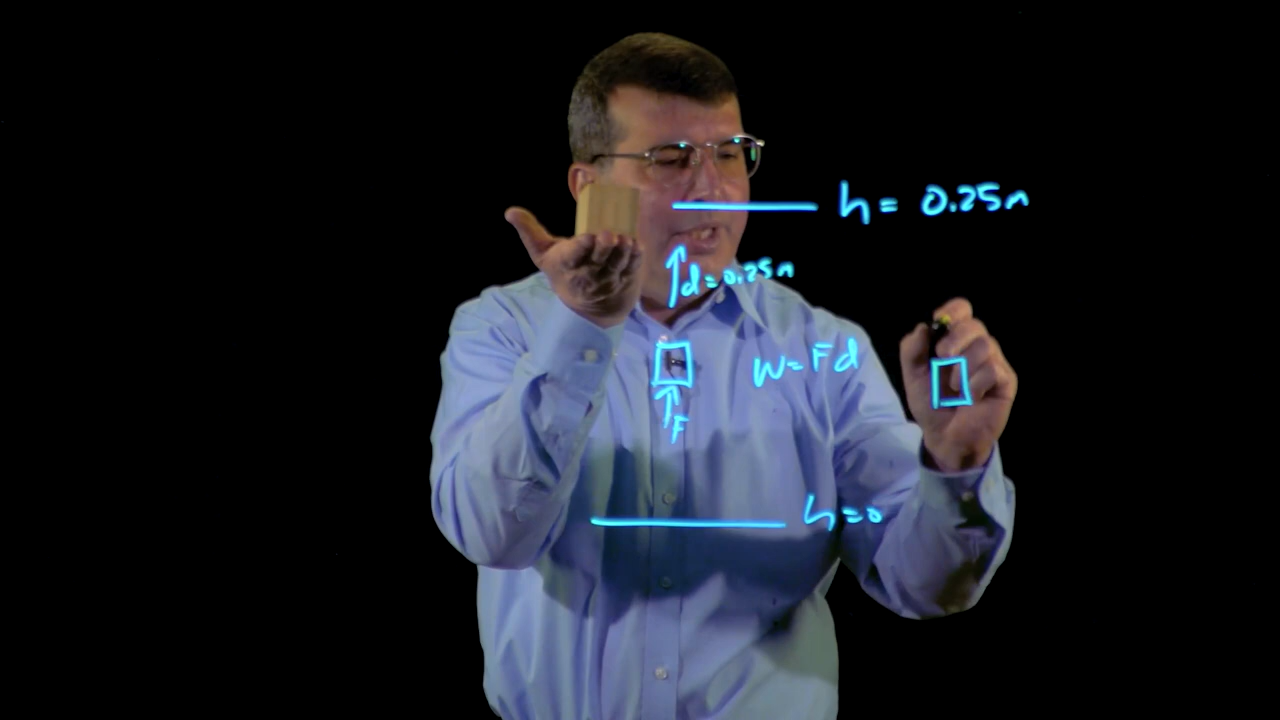 h = 0.25m
d = 0.25m
W = Fd
F
h = 0